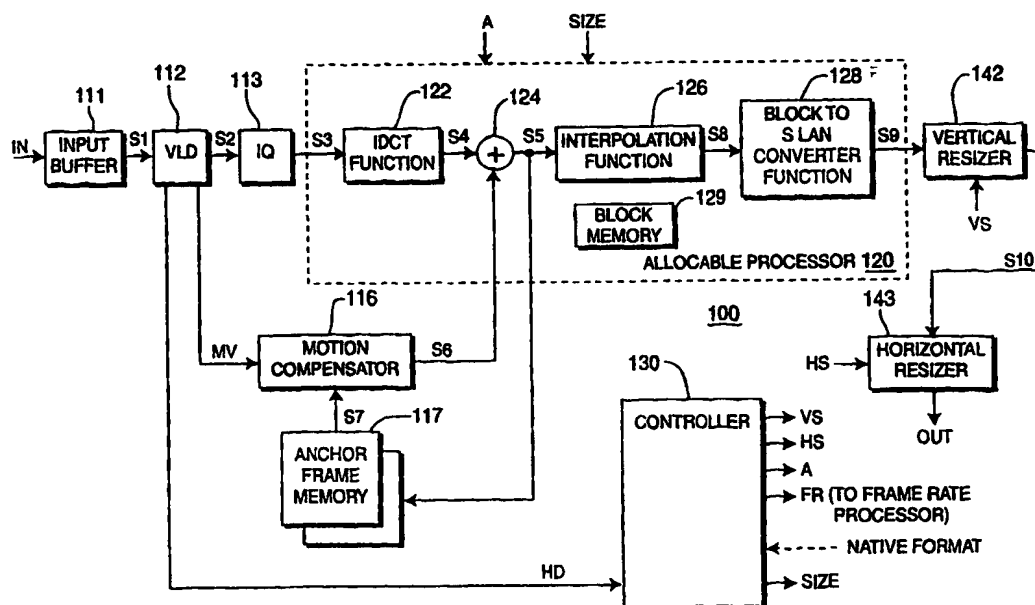 A
SIZE
112
113
122
124
126
128
142
111
IN
INPUT
BUFFER
S1
VLD
S2
IQ
S3
IDCT
FUNCTION
S4
+
S5
INTERPOLATION
FUNCTION
S8
BLOCK TO
S LAN
CONVERTER
FUNCTION
S9
VERTICAL
RESIZER
VS
BLOCK
MEMORY
129
ALLOCABLE PROCESSOR 120
S10
116
100
143
MV
MOTION
COMPENSATOR
S6
130
HS
HORIZONTAL
RESIZER
OUT
S7
117
ANCHOR
FRAME
MEMORY
CONTROLLER
VS
HS
A
FR (TO FRAME RATE
PROCESSOR)
NATIVE FORMAT
SIZE
HD